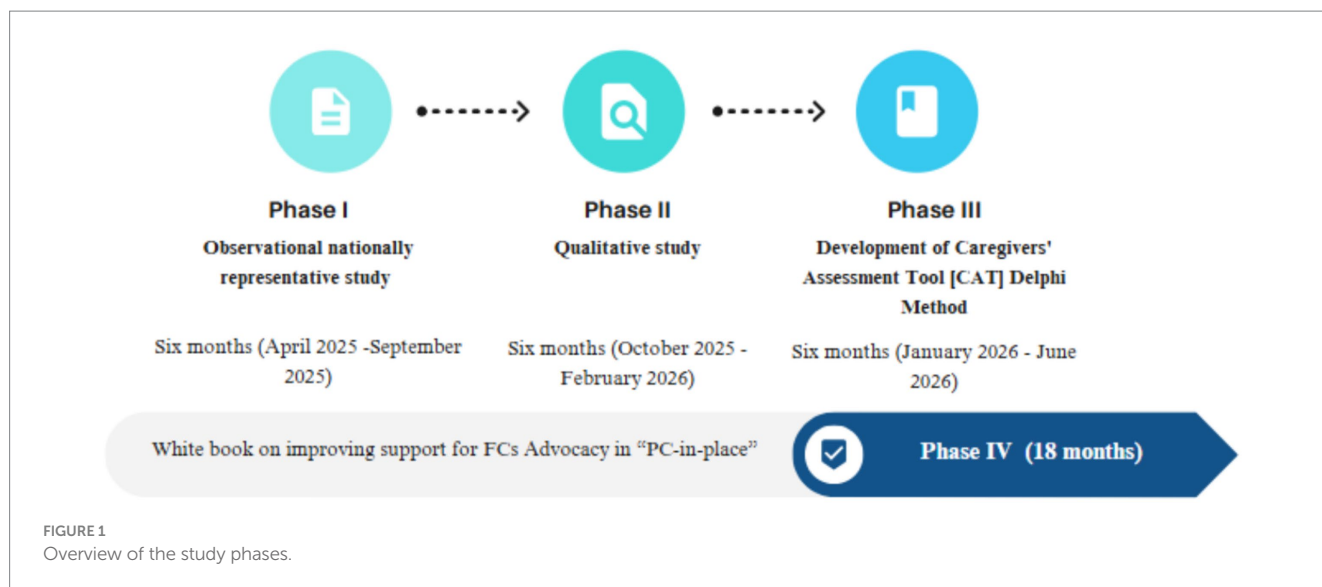 Phase I
Observational nationally
representative study
Six months (April 2025 -September
2025)
Phase II
Qualitative study
Six months (October 2025 -
February 2026)
Phase III
Development of Caregivers'
Assessment Tool [CAT] Delphi
Method
Six months (January 2026 - June
2026)
White book on improving support for FCs Advocacy in “PC-in-place”
Phase IV (18 months)
FIGURE 1
Overview of the study phases.